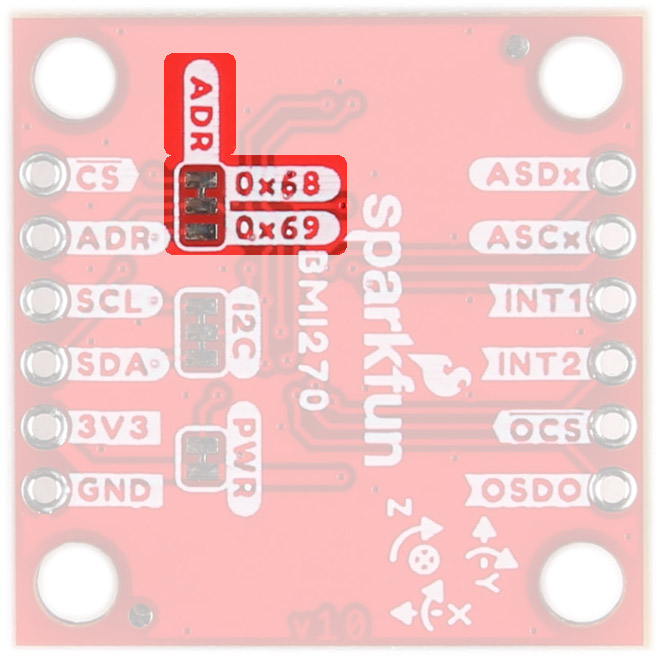 ADR
0x68
0x69
CS
ADR
SCL
SDA
3V3
GND
I2C
PWR
BMI270
sparkfun
ASDx
ASCx
INT1
INT2
OCS
OSDO
Z
Y
X
v10